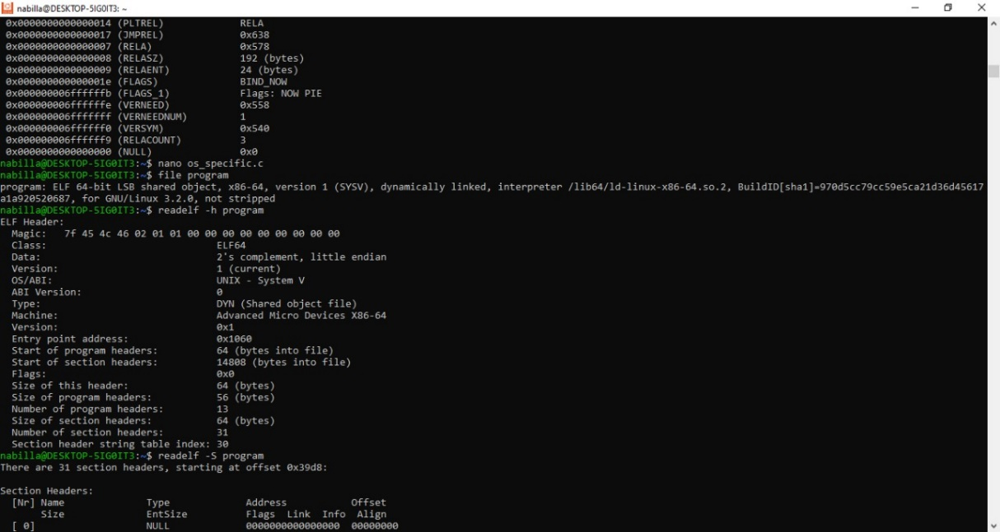 nabilla@DESKTOP-5IG0IT3: ~
0x0000000000000014 (PLTREL) RELA
0x0000000000000017 (JMPREL) 0x638
0x0000000000000007 (RELA) 0x578
0x0000000000000008 (RELASZ) 192 (bytes)
0x0000000000000009 (RELAENT) 24 (bytes)
0x000000000000001e (FLAGS) BIND_NOW
0x000000006ffffffb (FLAGS_1) Flags: NOW PIE
0x000000006ffffffe (VERNEED) 0x558
0x000000006fffffff (VERNEEDNUM) 1
0x000000006ffffff0 (VERSYM) 0x540
0x000000006ffffff9 (RELACOUNT) 3
0x0000000000000000 (NULL) 0x0
nabilla@DESKTOP-5IG0IT3:~$ nano os_specific.c
nabilla@DESKTOP-5IG0IT3:~$ file program
program: ELF 64-bit LSB shared object, x86-64, version 1 (SYSV), dynamically linked, interpreter /lib64/ld-linux-x86-64.so.2, BuildID[sha1]=970d5cc79cc59e5ca21d36d45617
a1a920520687, for GNU/Linux 3.2.0, not stripped
nabilla@DESKTOP-5IG0IT3:~$ readelf -h program
ELF Header:
Magic: 7f 45 4c 46 02 01 01 00 00 00 00 00 00 00 00 00
Class: ELF64
Data: 2's complement, little endian
Version: 1 (current)
OS/ABI: UNIX - System V
ABI Version: 0
Type: DYN (Shared object file)
Machine: Advanced Micro Devices X86-64
Version: 0x1
Entry point address: 0x1060
Start of program headers: 64 (bytes into file)
Start of section headers: 14808 (bytes into file)
Flags: 0x0
Size of this header: 64 (bytes)
Size of program headers: 56 (bytes)
Number of program headers: 13
Size of section headers: 64 (bytes)
Number of section headers: 31
Section header string table index: 30
nabilla@DESKTOP-5IG0IT3:~$ readelf -S program
There are 31 section headers, starting at offset 0x39d8:
Section Headers:
[Nr] Name Type Address Offset
Size EntSize Flags Link Info Align
[ 0] NULL 0000000000000000 00000000